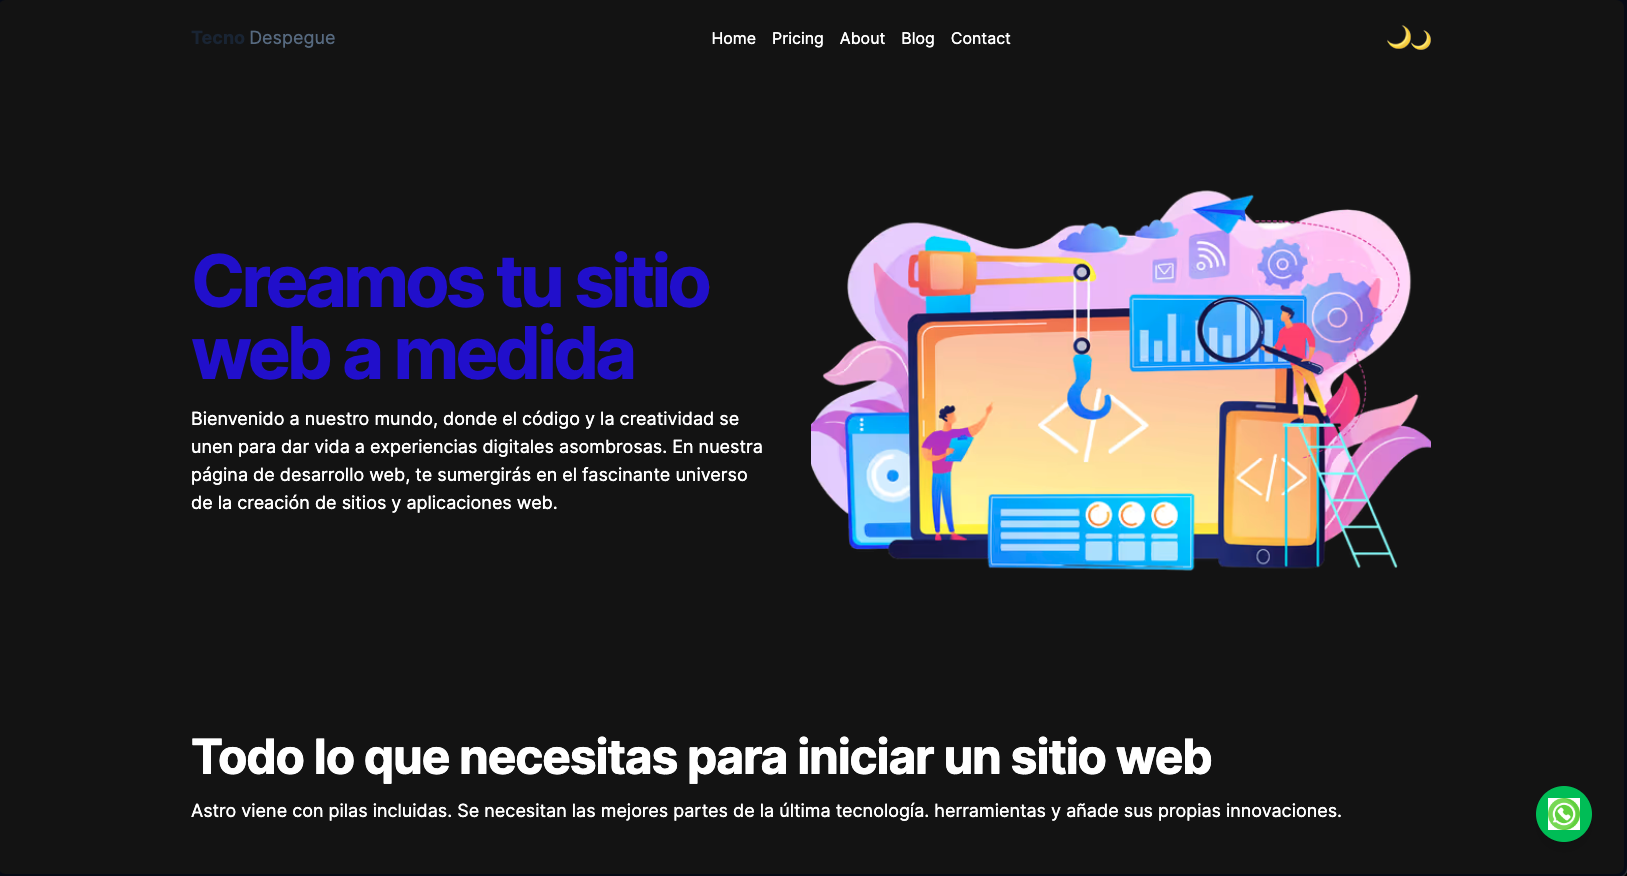 Tecno Despegue
Home Pricing About Blog Contact
Creamos tu sitio
web a medida
Bienvenido a nuestro mundo, donde el código y la creatividad se
unen para dar vida a experiencias digitales asombrosas. En nuestra
página de desarrollo web, te sumergirás en el fascinante universo
de la creación de sitios y aplicaciones web.
</>
</>
Todo lo que necesitas para iniciar un sitio web
Astro viene con pilas incluidas. Se necesitan las mejores partes de la última tecnología. herramientas y añade sus propias innovaciones.